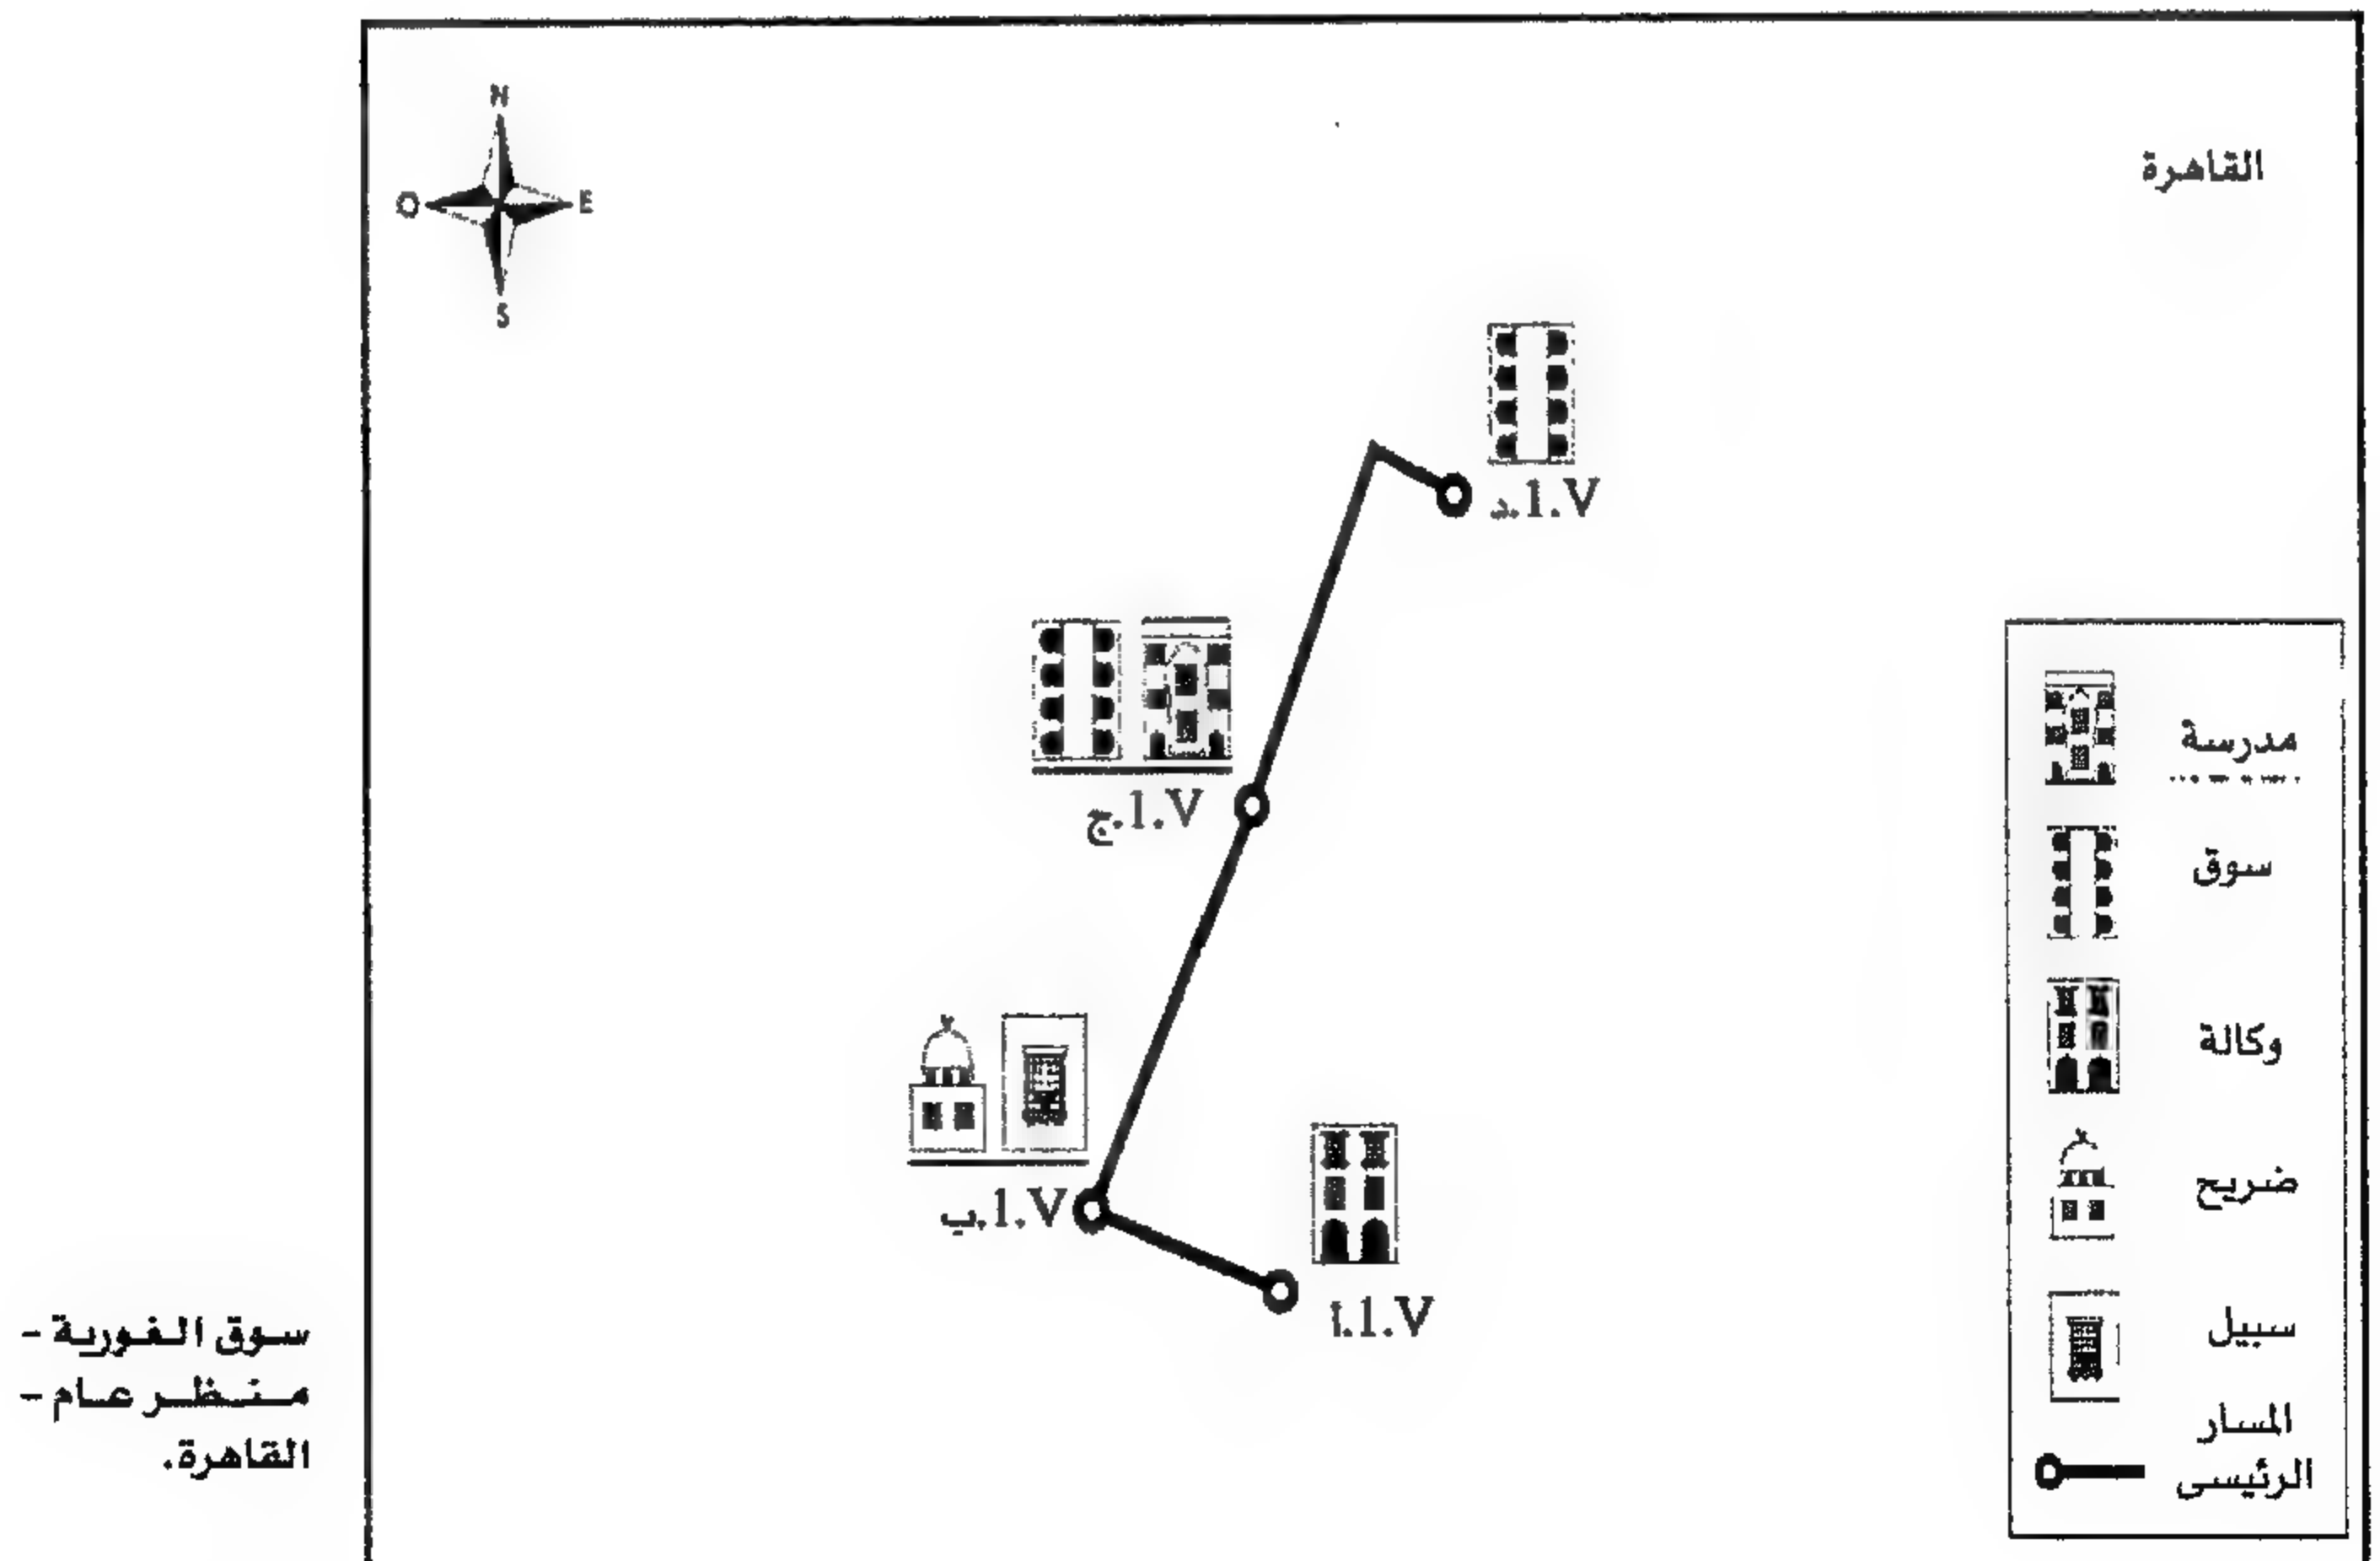 القاهرة
N
O
E
S
د.1.V
ج.1.V
ب.1.V
أ.1.V
مدرسة
سوق
وكالة
ضريح
سبيل
المسار
الرئيسى
سوق الغورية -
منظر عام -
القاهرة.